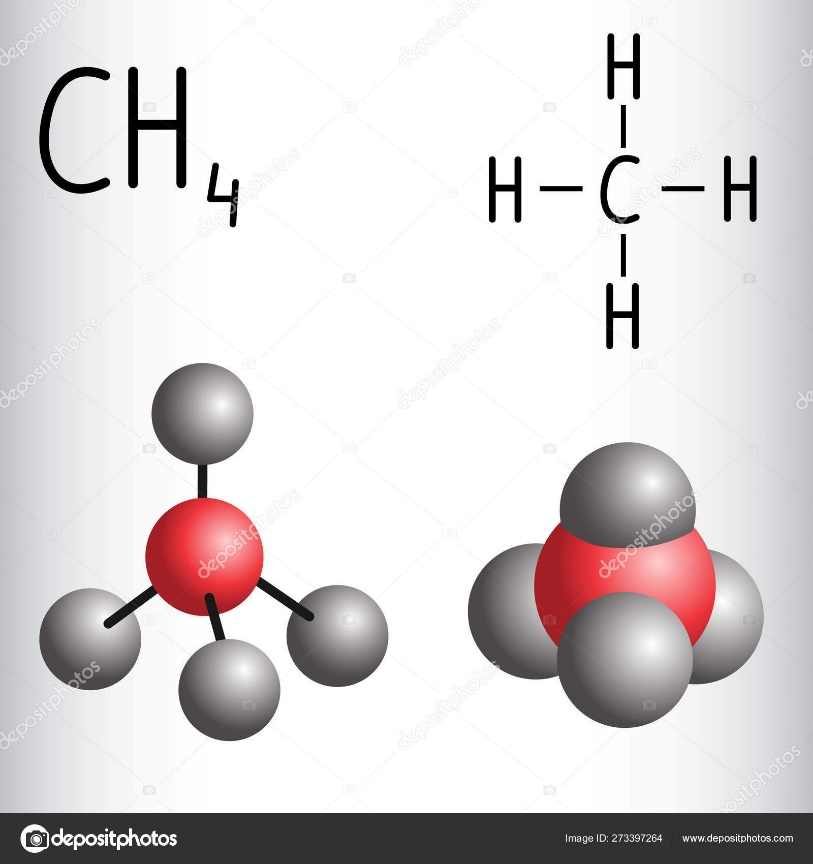 CH4
H
H – C – H
H
depositphotos
Image ID: 273397264 www.depositphotos.com